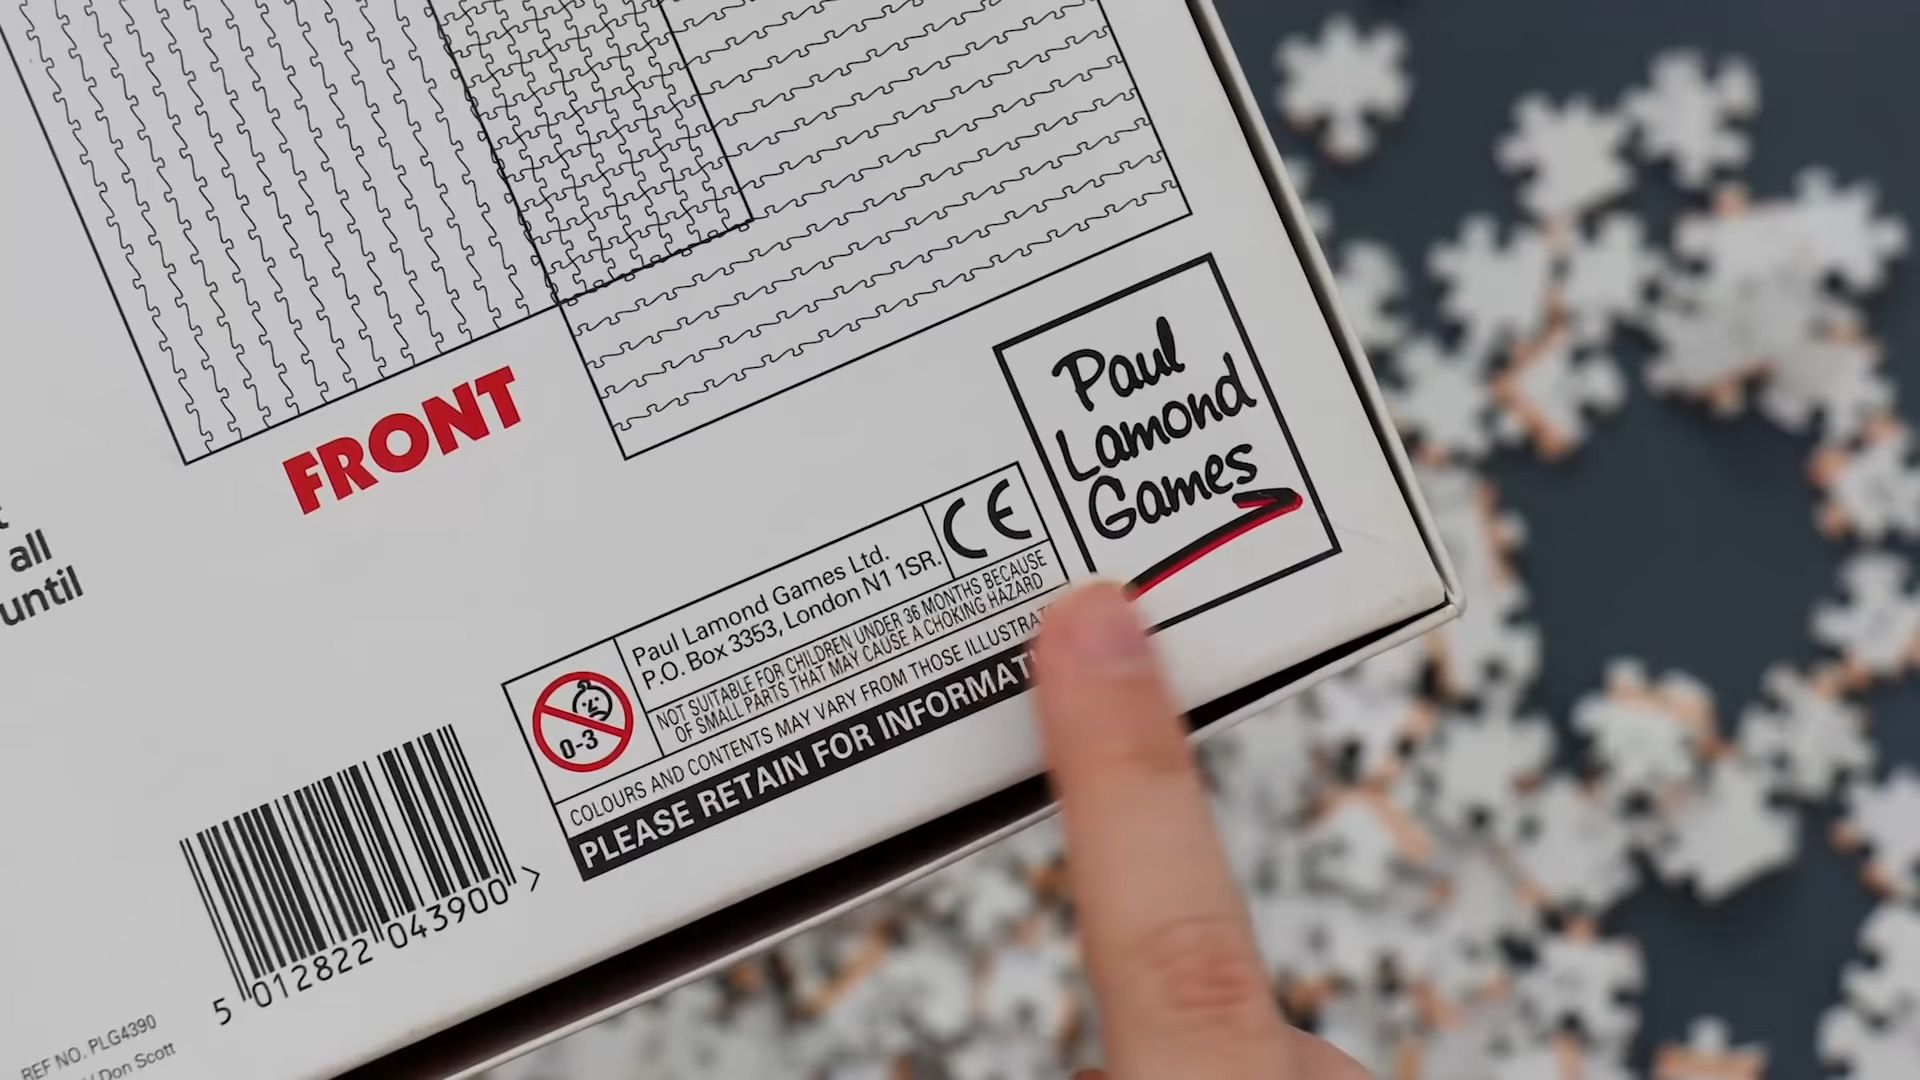 all
until
FRONT
Paul
Lamond
Games
CE
Paul Lamond Games Ltd.
P.O. Box 3353, London N1 1SR.
NOT SUITABLE FOR CHILDREN UNDER 36 MONTHS BECAUSE
OF SMALL PARTS THAT MAY CAUSE A CHOKING HAZARD
0-3
COLOURS AND CONTENTS MAY VARY FROM THOSE
PLEASE RETAIN FOR
5 012822 043900 >
REF NO. PLG4390
Don Scott